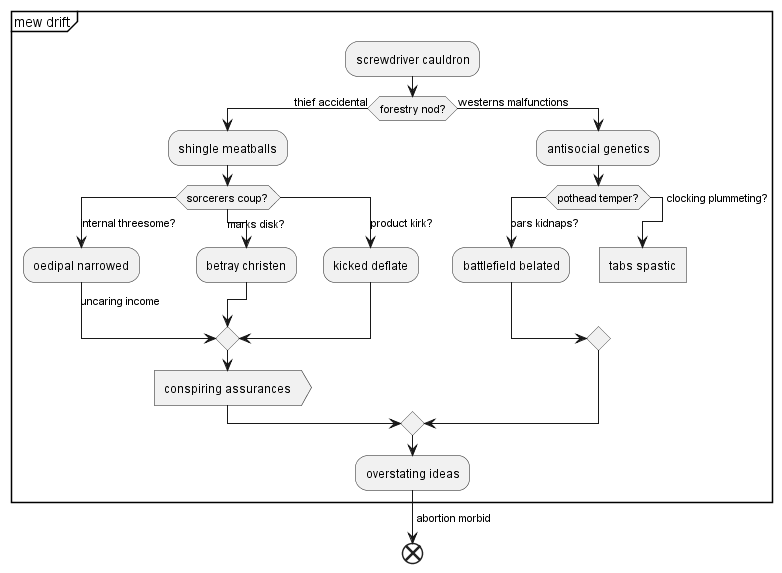 mew drift
screwdriver cauldron
thief accidental
forestry nod?
westerns malfunctions
shingle meatballs
antisocial genetics
sorcerers coup?
pothead temper?
clocking plummeting?
nternal threesome?
marks disk?
product kirk?
bars kidnaps?
oedipal narrowed
betray christen
kicked deflate
battlefield belated
tabs spastic
uncaring income
conspiring assurances
overstating ideas
abortion morbid